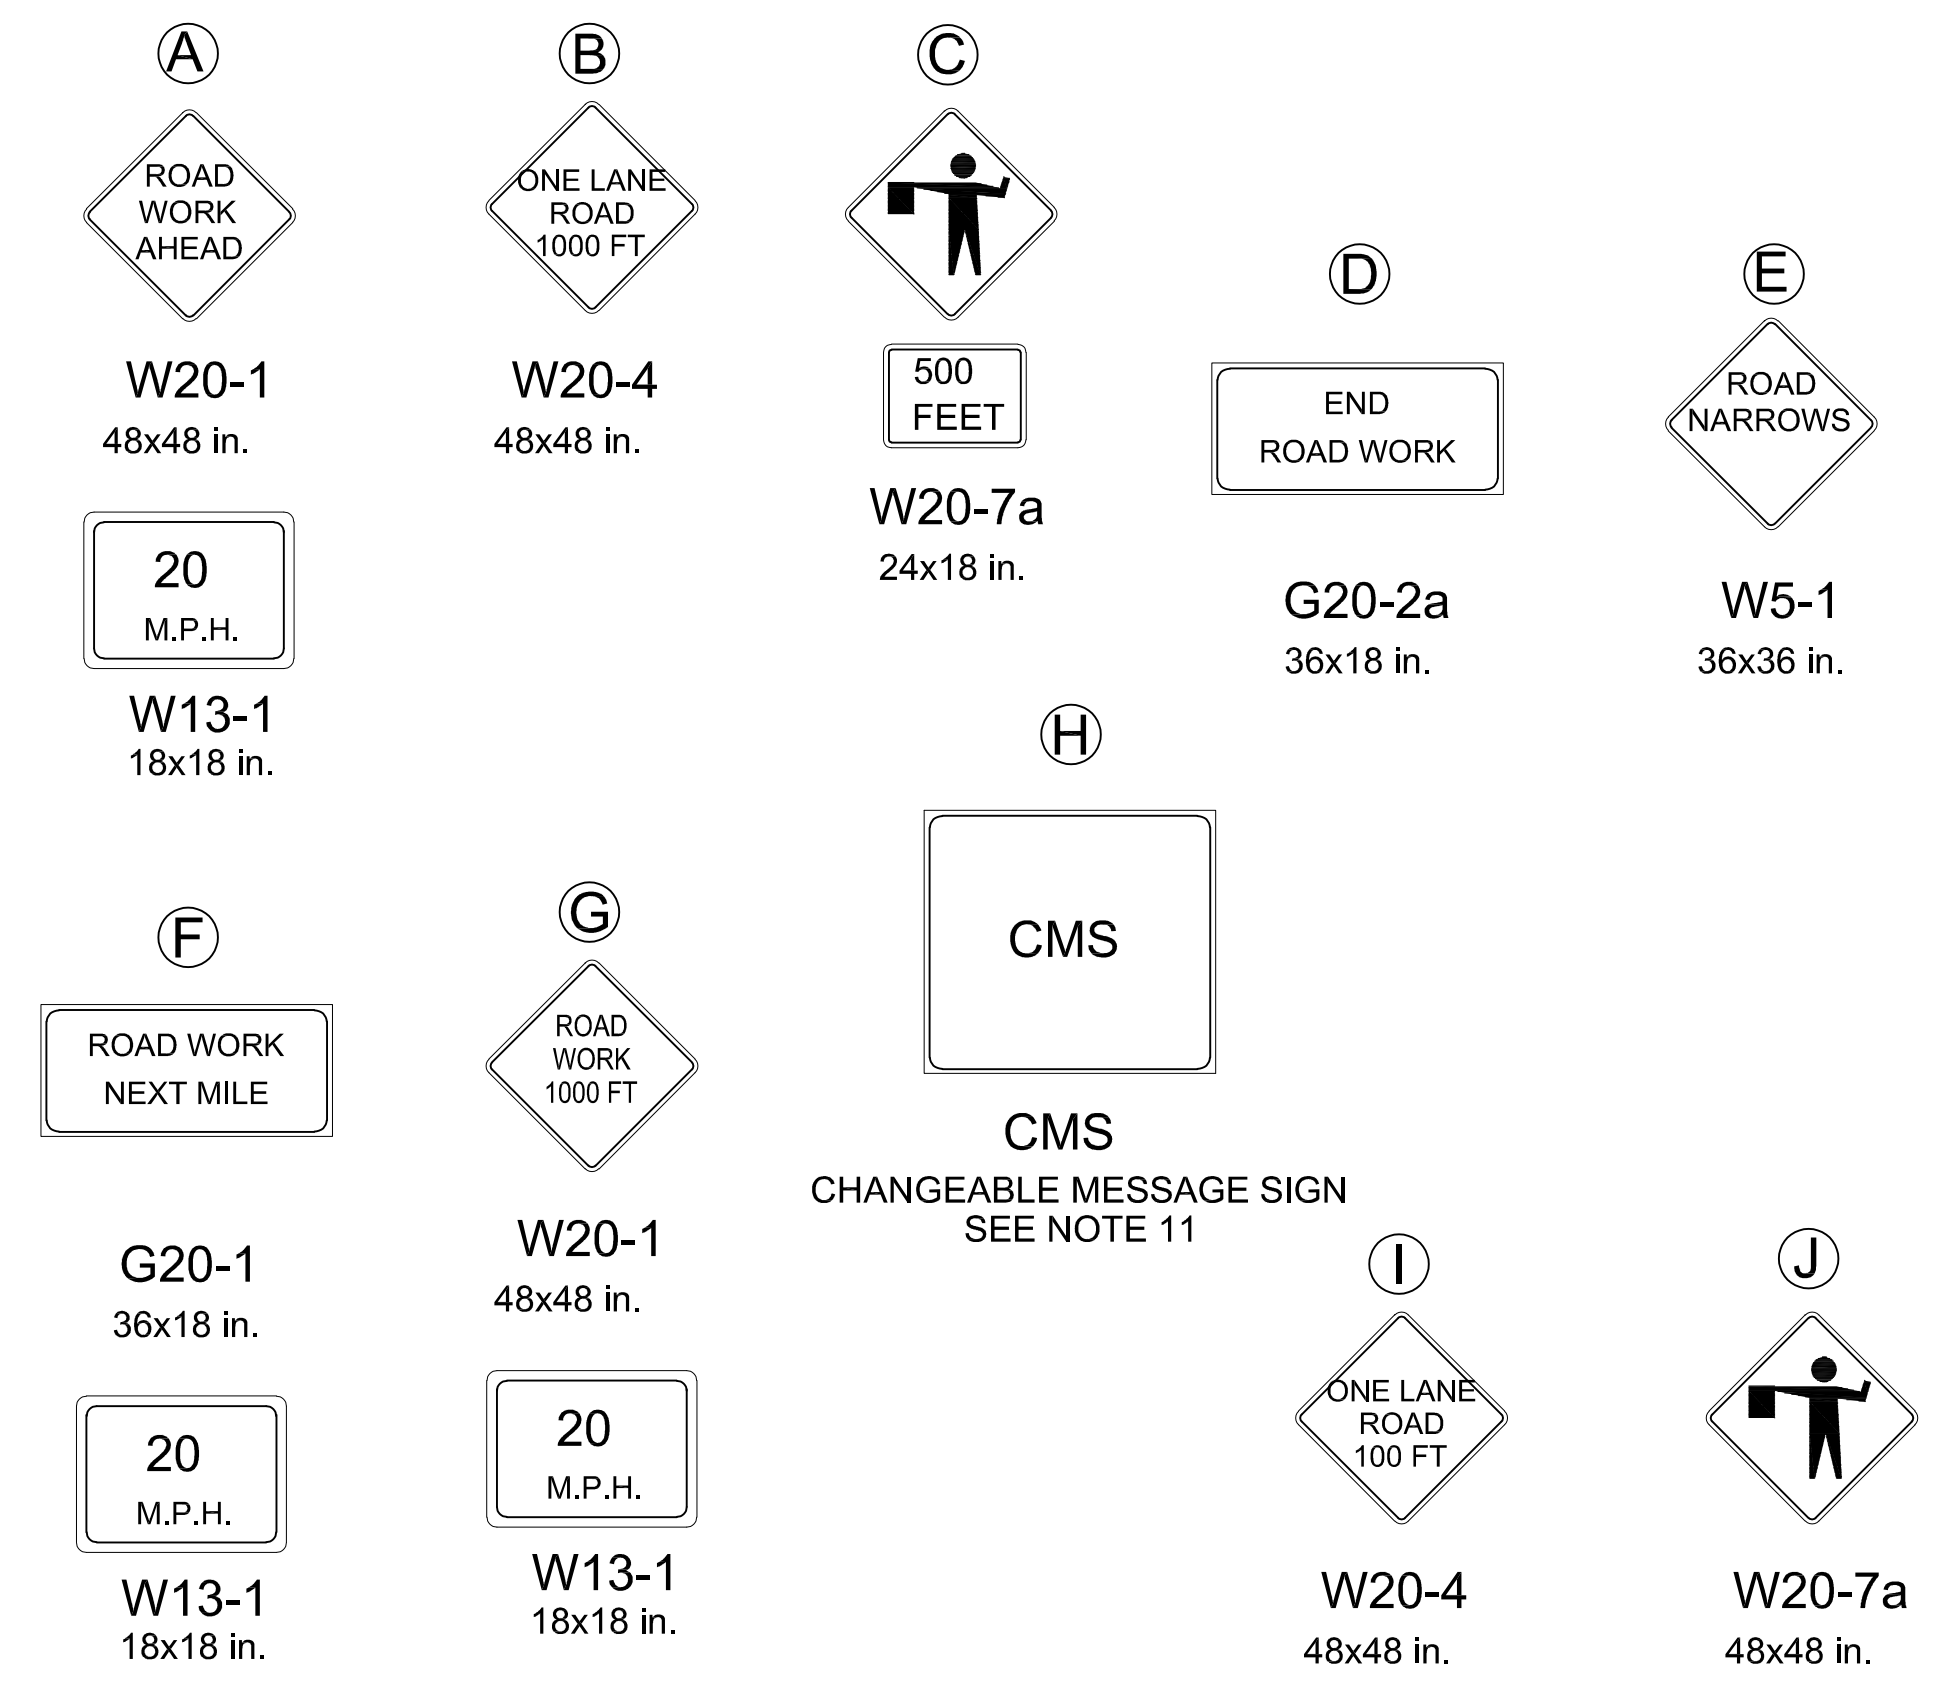 A
ROAD
WORK
AHEAD
W20-1
48x48 in.
20
M.P.H.
W13-1
18x18 in.
B
ONE LANE
ROAD
1000 FT
W20-4
48x48 in.
C
500
FEET
W20-7a
24x18 in.
D
END
ROAD WORK
G20-2a
36x18 in.
E
ROAD
NARROWS
W5-1
36x36 in.
F
ROAD WORK
NEXT MILE
G20-1
36x18 in.
20
M.P.H.
W13-1
18x18 in.
G
ROAD
WORK
1000 FT
W20-1
48x48 in.
20
M.P.H.
W13-1
18x18 in.
H
CMS
CMS
CHANGEABLE MESSAGE SIGN
SEE NOTE 11
I
ONE LANE
ROAD
100 FT
W20-4
48x48 in.
J
W20-7a
48x48 in.